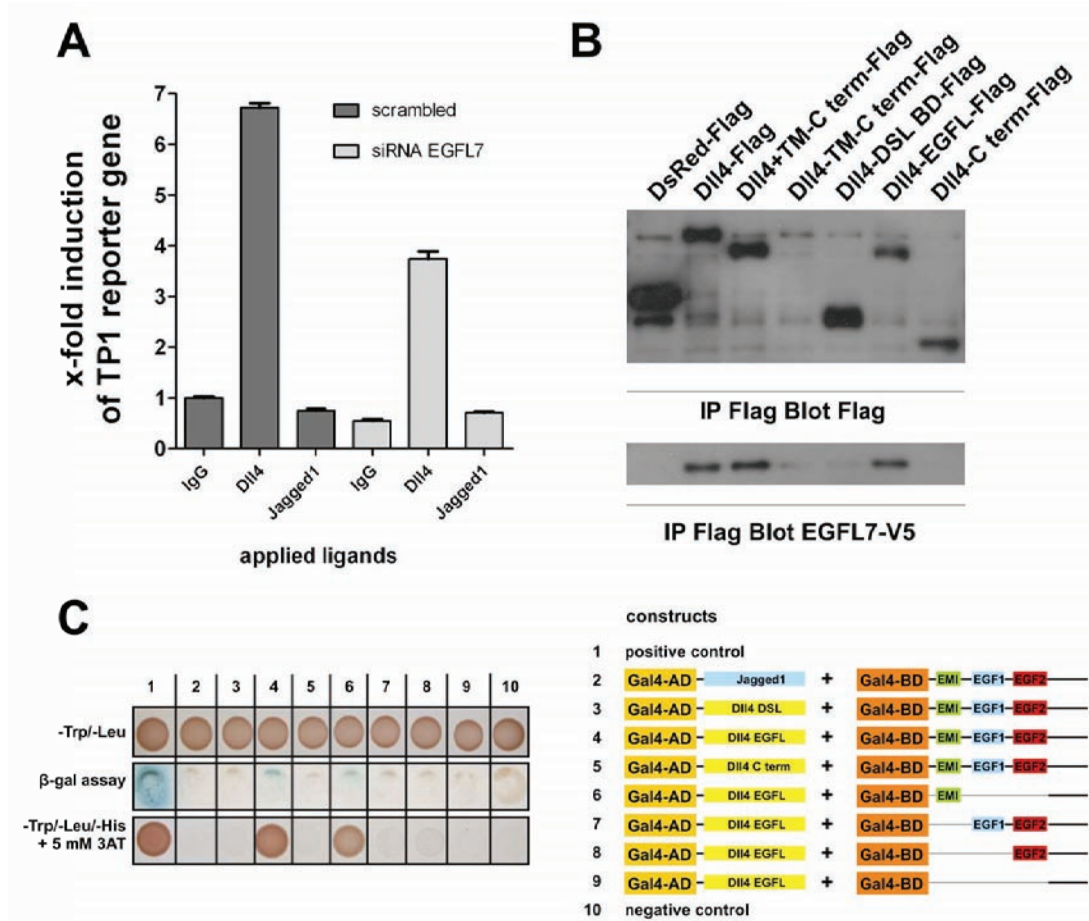 A
x-fold induction
of TP1 reporter gene
7
6
5
4
3
2
1
0
scrambled
siRNA EGFL7
IgG
Dll4
Jagged1
IgG
Dll4
Jagged1
applied ligands
B
DsRed-Flag
Dll4-Flag
Dll4+TM-C term-Flag
Dll4-TM-C term-Flag
Dll4-DSL BD-Flag
Dll4-EGFL-Flag
Dll4-C term-Flag
IP Flag Blot Flag
IP Flag Blot EGFL7-V5
C
1 2 3 4 5 6 7 8 9 10
-Trp/-Leu
β-gal assay
-Trp/-Leu/-His
+ 5 mM 3AT
constructs
1 positive control
2 Gal4-AD Jagged1 + Gal4-BD EMI EGF1 EGF2
3 Gal4-AD Dll4 DSL + Gal4-BD EMI EGF1 EGF2
4 Gal4-AD Dll4 EGFL + Gal4-BD EMI EGF1 EGF2
5 Gal4-AD Dll4 C term + Gal4-BD EMI EGF1 EGF2
6 Gal4-AD Dll4 EGFL + Gal4-BD EMI
7 Gal4-AD Dll4 EGFL + Gal4-BD EGF1 EGF2
8 Gal4-AD Dll4 EGFL + Gal4-BD EGF2
9 Gal4-AD Dll4 EGFL + Gal4-BD
10 negative control